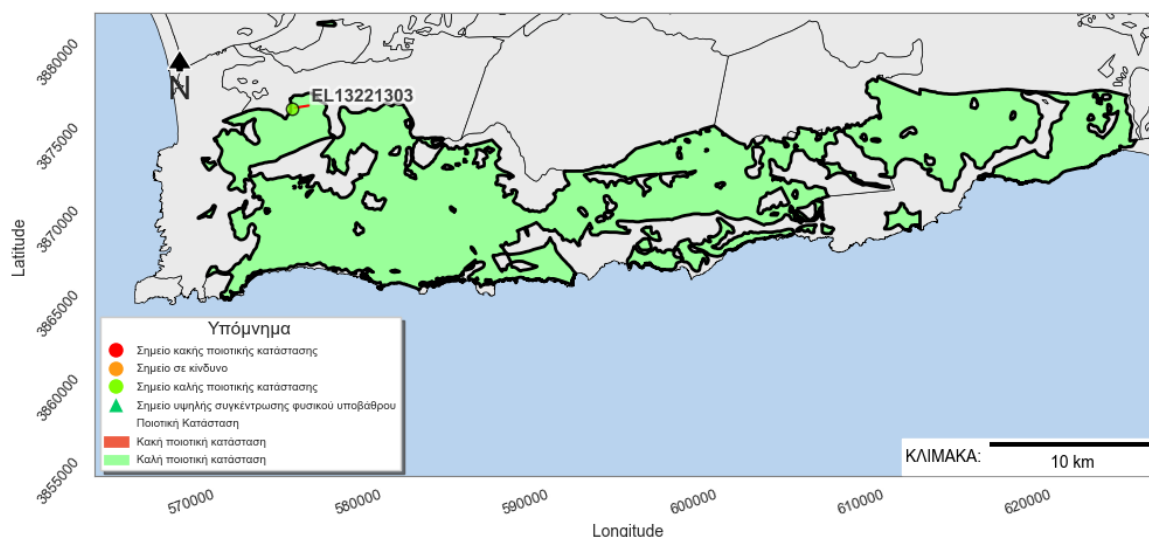 3880000
3875000
3870000
3865000
3860000
3855000
Latitude
N
EL13221303
Υπόμνημα
Σημείο κακής ποιοτικής κατάστασης
Σημείο σε κίνδυνο
Σημείο καλής ποιοτικής κατάστασης
Σημείο υψηλής συγκέντρωσης φυσικού υποβάθρου
Ποιοτική Κατάσταση
Κακή ποιοτική κατάσταση
Καλή ποιοτική κατάσταση
ΚΛΙΜΑΚΑ:
10 km
570000 580000 590000 600000 610000 620000
Longitude